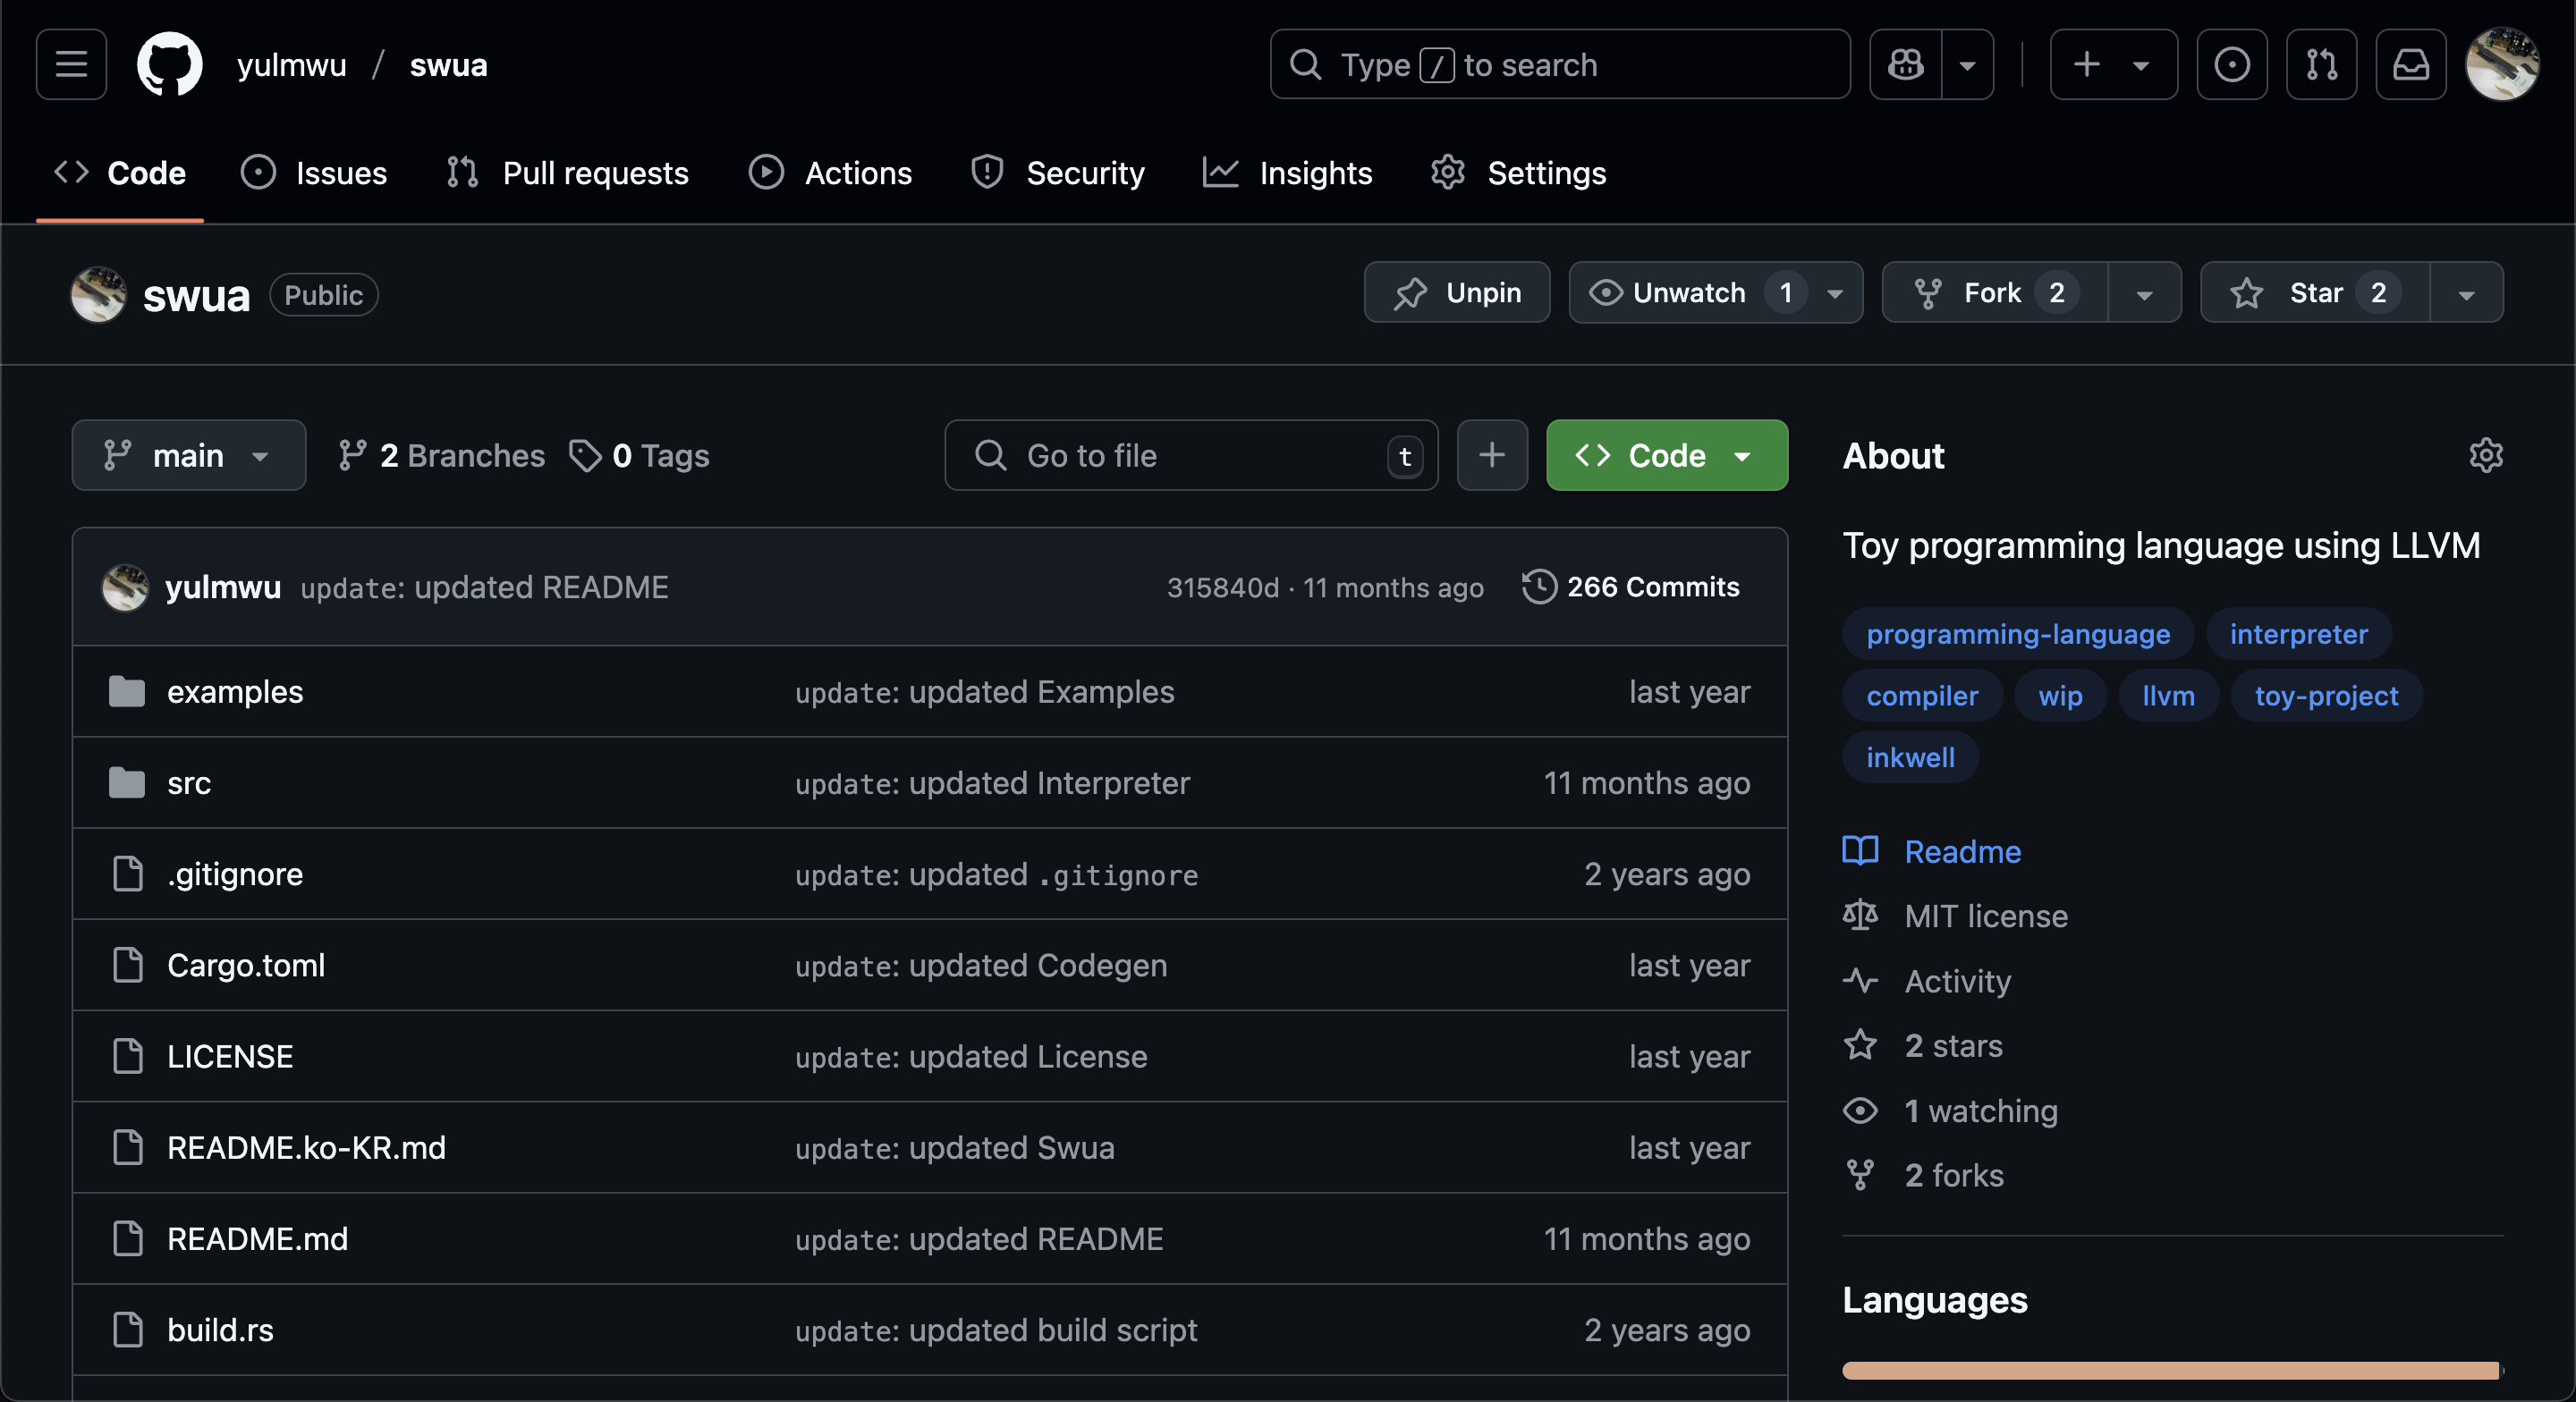 yulmwu / swua
Type / to search
Code
Issues
Pull requests
Actions
Security
Insights
Settings
swua Public
Unpin
Unwatch 1
Fork 2
Star 2
main
2 Branches
0 Tags
Go to file t
Code
yulmwu update: updated README 315840d · 11 months ago 266 Commits
examples update: updated Examples last year
src update: updated Interpreter 11 months ago
.gitignore update: updated .gitignore 2 years ago
Cargo.toml update: updated Codegen last year
LICENSE update: updated License last year
README.ko-KR.md update: updated Swua last year
README.md update: updated README 11 months ago
build.rs update: updated build script 2 years ago
About
Toy programming language using LLVM
programming-language interpreter
compiler wip llvm toy-project
inkwell
Readme
MIT license
Activity
2 stars
1 watching
2 forks
Languages